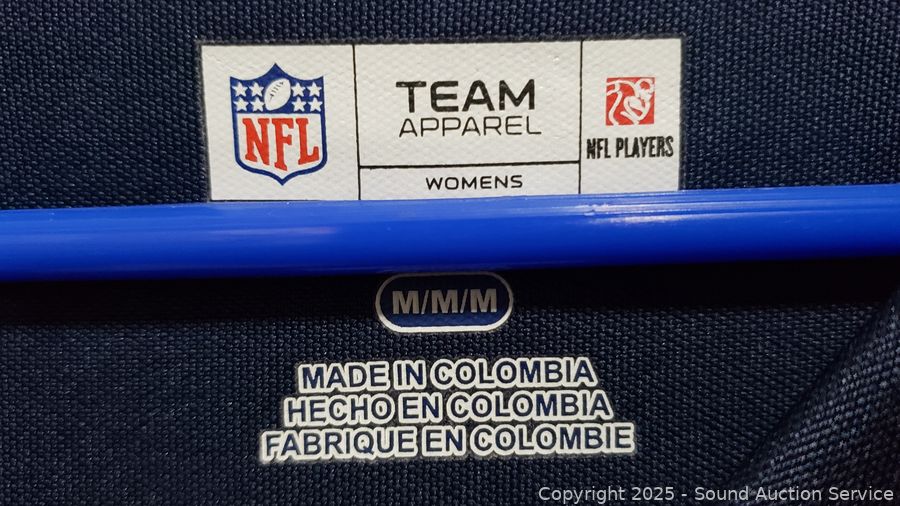 NFL
TEAM
APPAREL
WOMENS
NFL PLAYERS
M/M/M
MADE IN COLOMBIA
HECHO EN COLOMBIA
FABRIQUE EN COLOMBIE
Copyright 2025 - Sound Auction Service